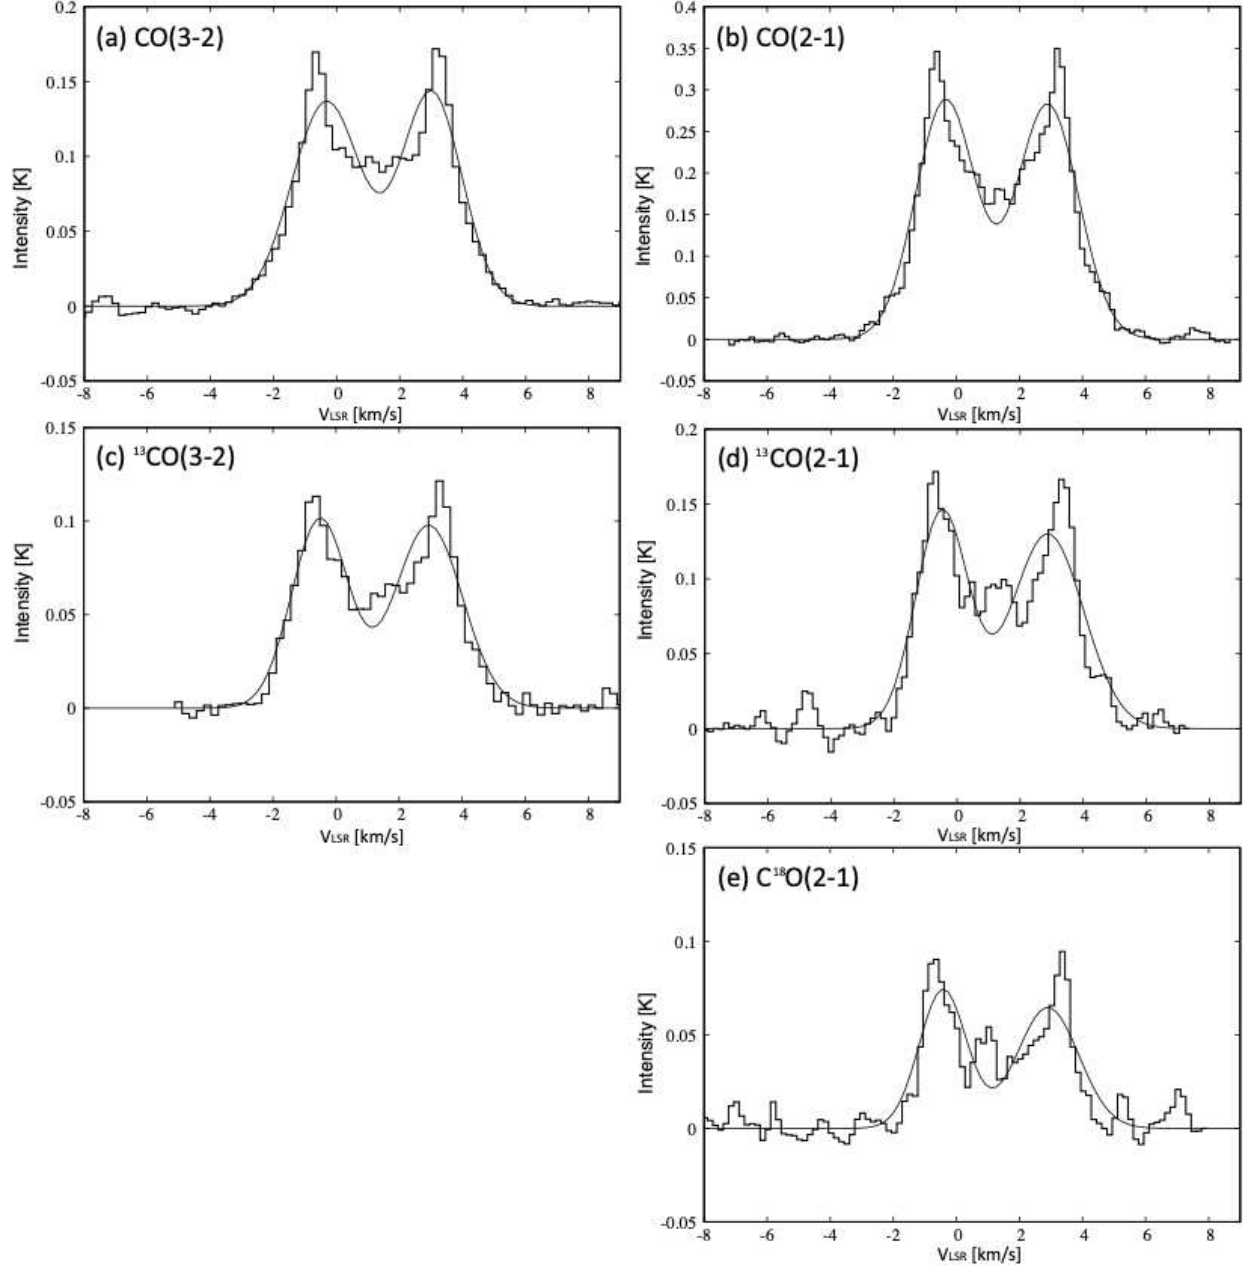 (a) CO(3-2)
0.2
0.15
0.1
0.05
0
-0.05
Intensity [K]
-8 -6 -4 -2 0 2 4 6 8
VLSR [km/s]
(b) CO(2-1)
0.4
0.35
0.3
0.25
0.2
0.15
0.1
0.05
0
-0.05
Intensity [K]
-8 -6 -4 -2 0 2 4 6 8
VLSR [km/s]
(c) ¹³CO(3-2)
0.15
0.1
0.05
0
-0.05
Intensity [K]
-8 -6 -4 -2 0 2 4 6 8
VLSR [km/s]
(d) ¹³CO(2-1)
0.2
0.15
0.1
0.05
0
-0.05
Intensity [K]
-8 -6 -4 -2 0 2 4 6 8
VLSR [km/s]
(e) C¹⁸O(2-1)
0.15
0.1
0.05
0
-0.05
Intensity [K]
-8 -6 -4 -2 0 2 4 6 8
VLSR [km/s]